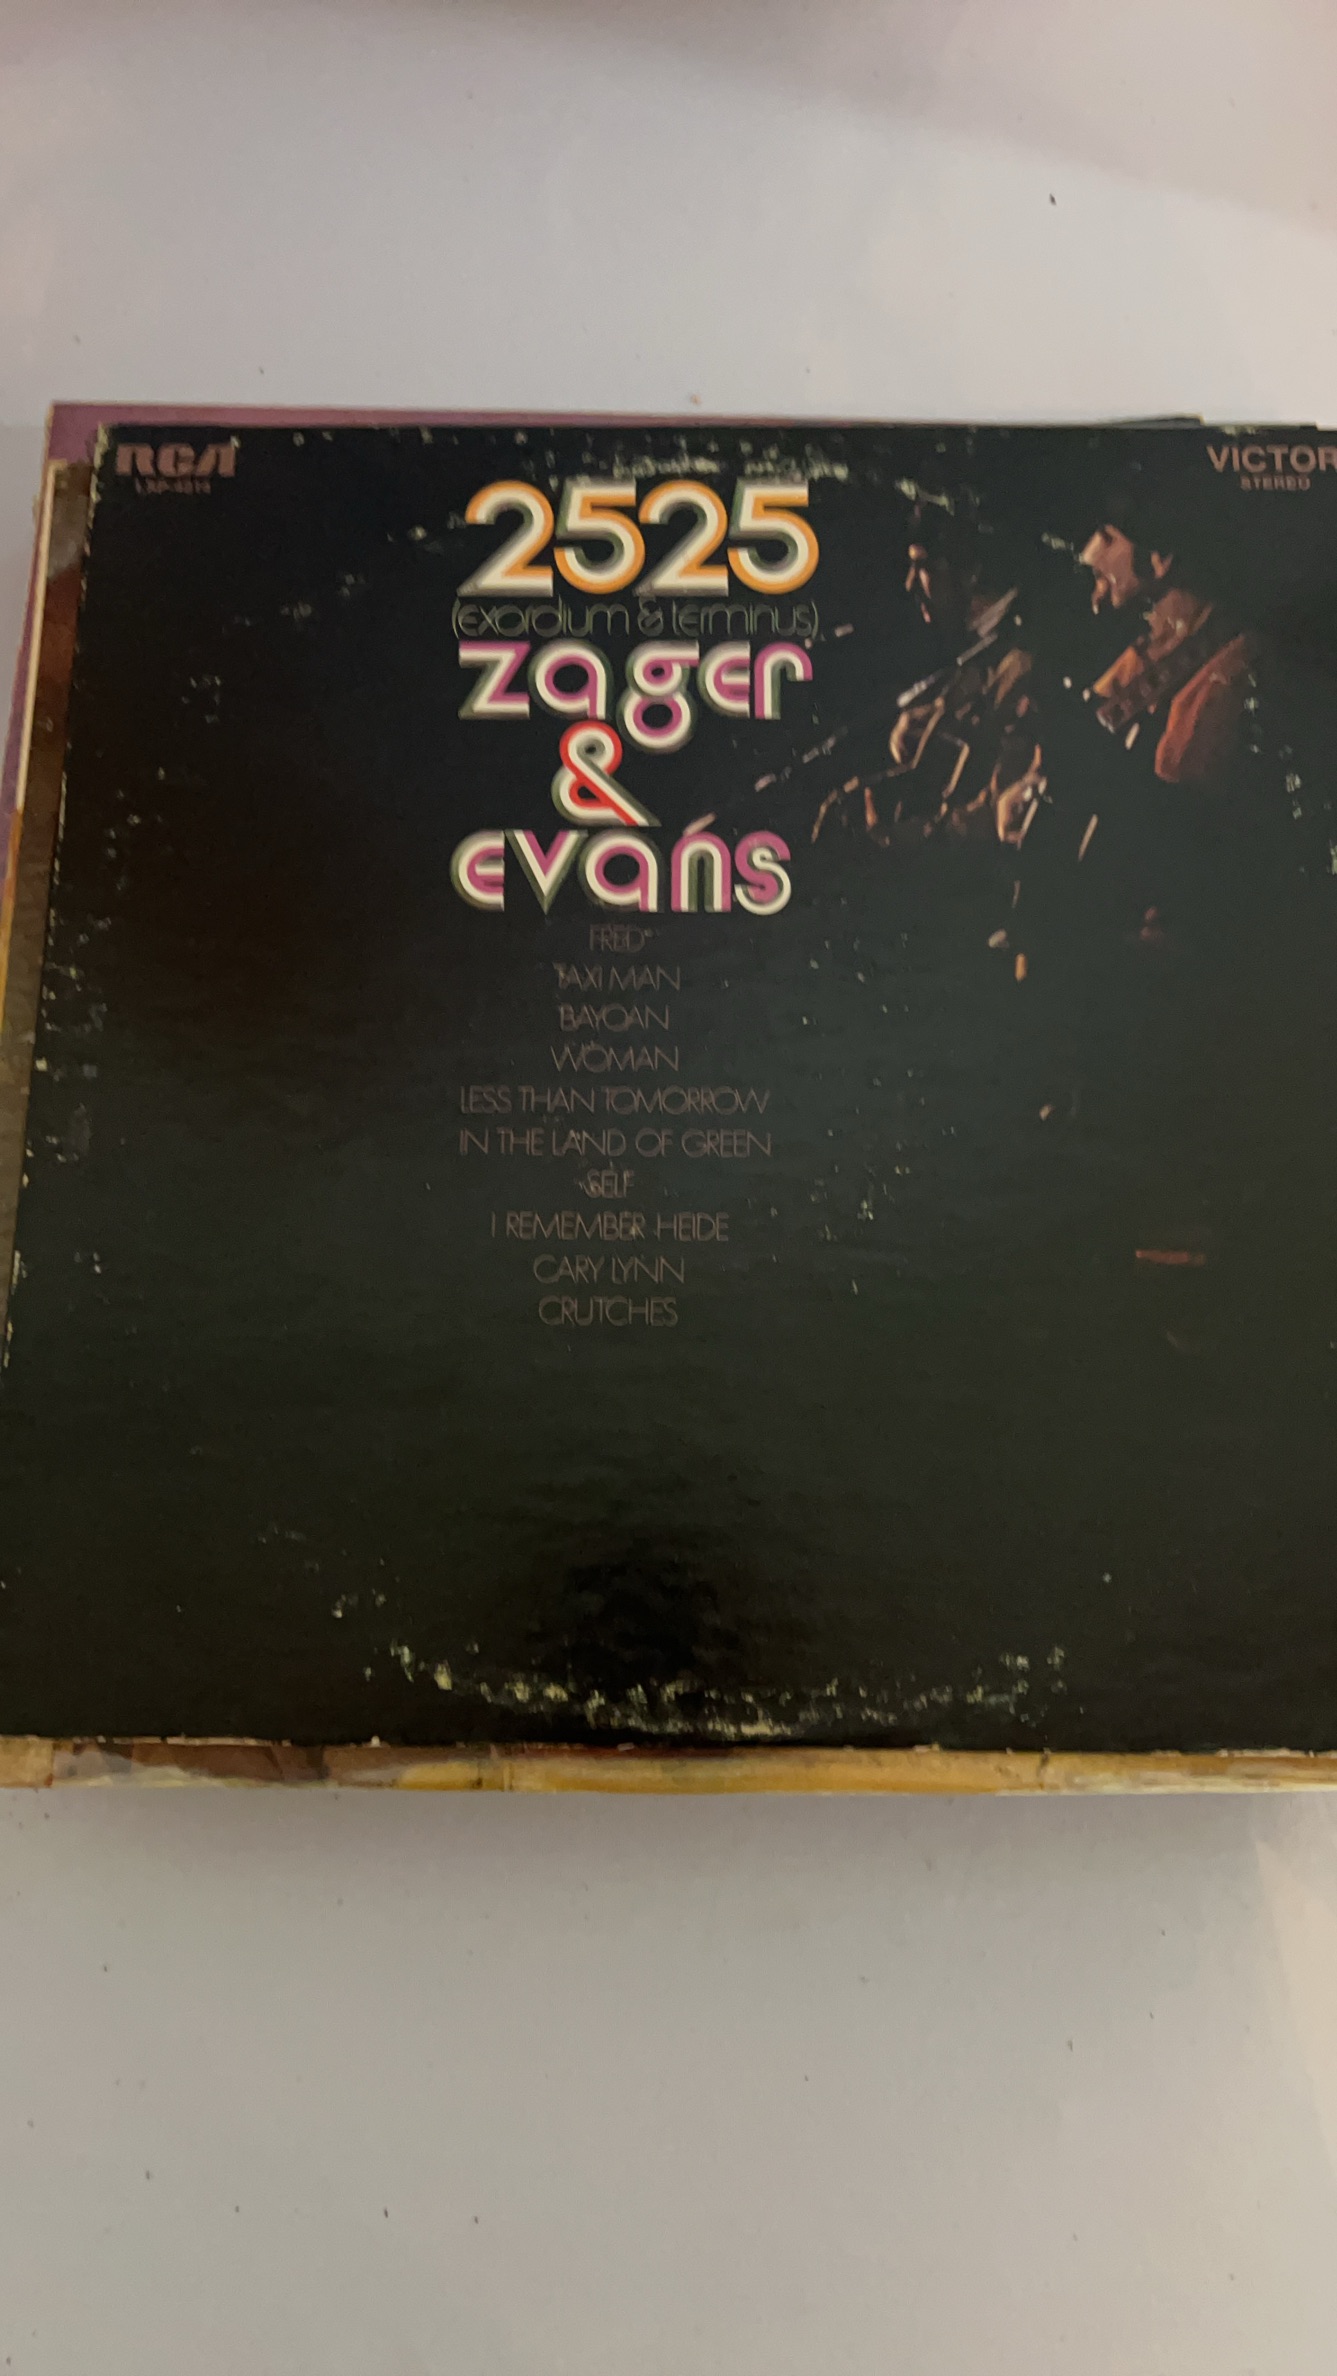 RCA
VICTOR
STEREO
2525
(exordium & terminus)
zager
&
evans
FRED
TAXI MAN
BAYOAN
WOMAN
LESS THAN TOMORROW
IN THE LAND OF GREEN
SELF
I REMEMBER HEIDE
CARY LYNN
CRUTCHES